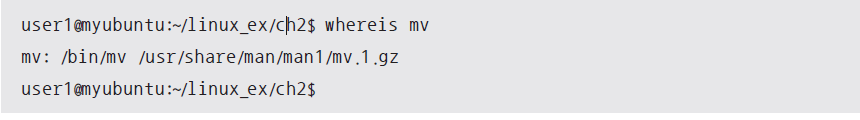 user1@myubuntu:~/linux_ex/ch2$ whereis mv
mv: /bin/mv /usr/share/man/man1/mv.1.gz
user1@myubuntu:~/linux_ex/ch2$